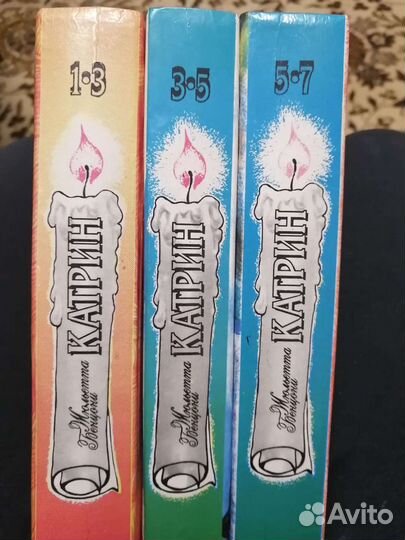 1•3
Жюльетта
Бенцони
КАТРИН
3•5
Жюльетта
Бенцони
КАТРИН
5•7
Жюльетта
Бенцони
КАТРИН
Avito